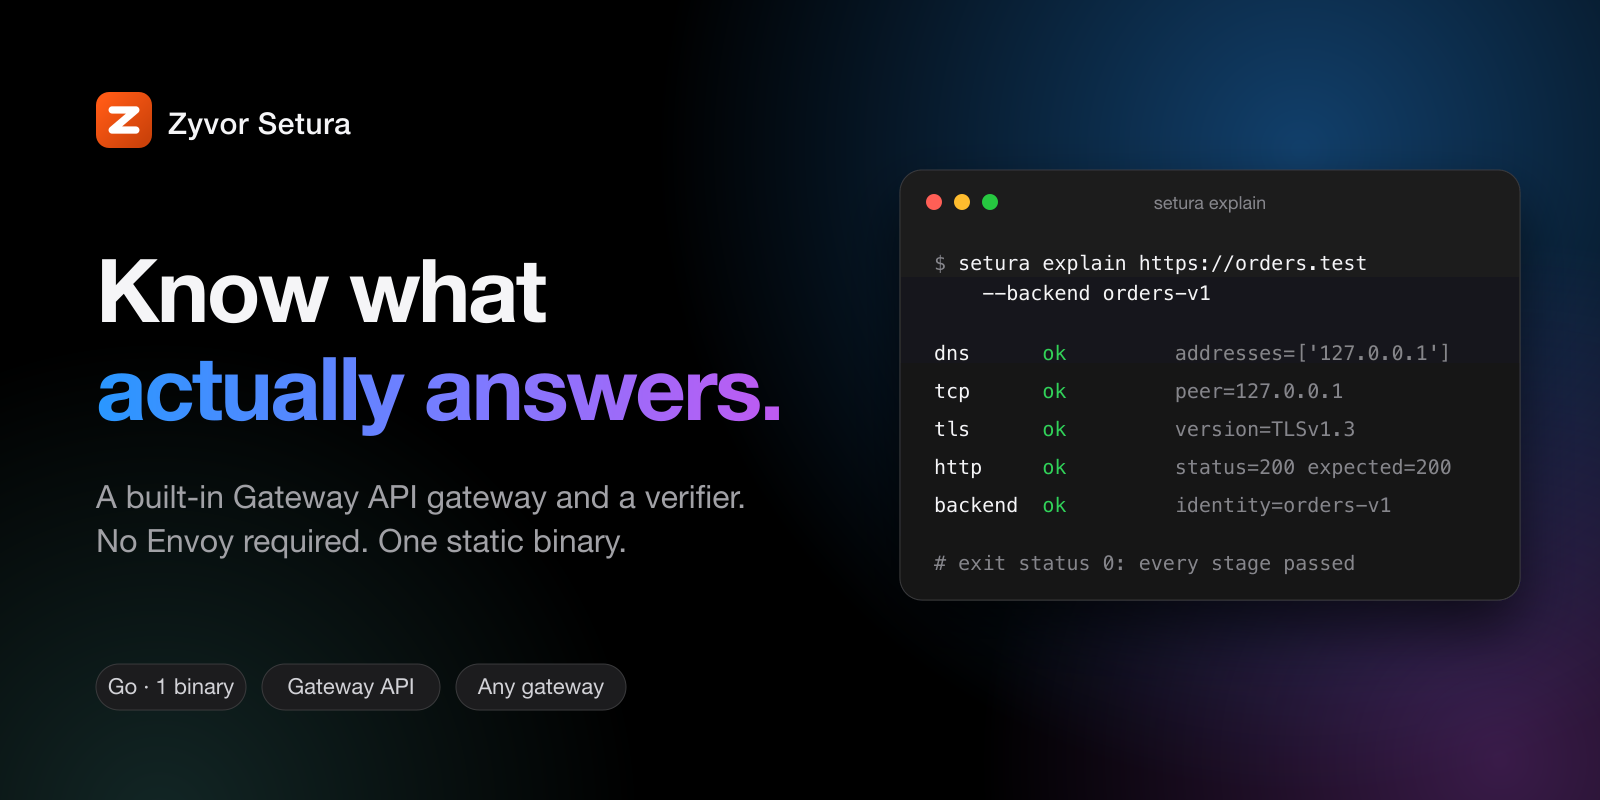 Zyvor Setura
Know what
actually answers.
A built-in Gateway API gateway and a verifier.
No Envoy required. One static binary.
Go · 1 binary
Gateway API
Any gateway
setura explain
$ setura explain https://orders.test
--backend orders-v1
dns ok addresses=['127.0.0.1']
tcp ok peer=127.0.0.1
tls ok version=TLSv1.3
http ok status=200 expected=200
backend ok identity=orders-v1
# exit status 0: every stage passed